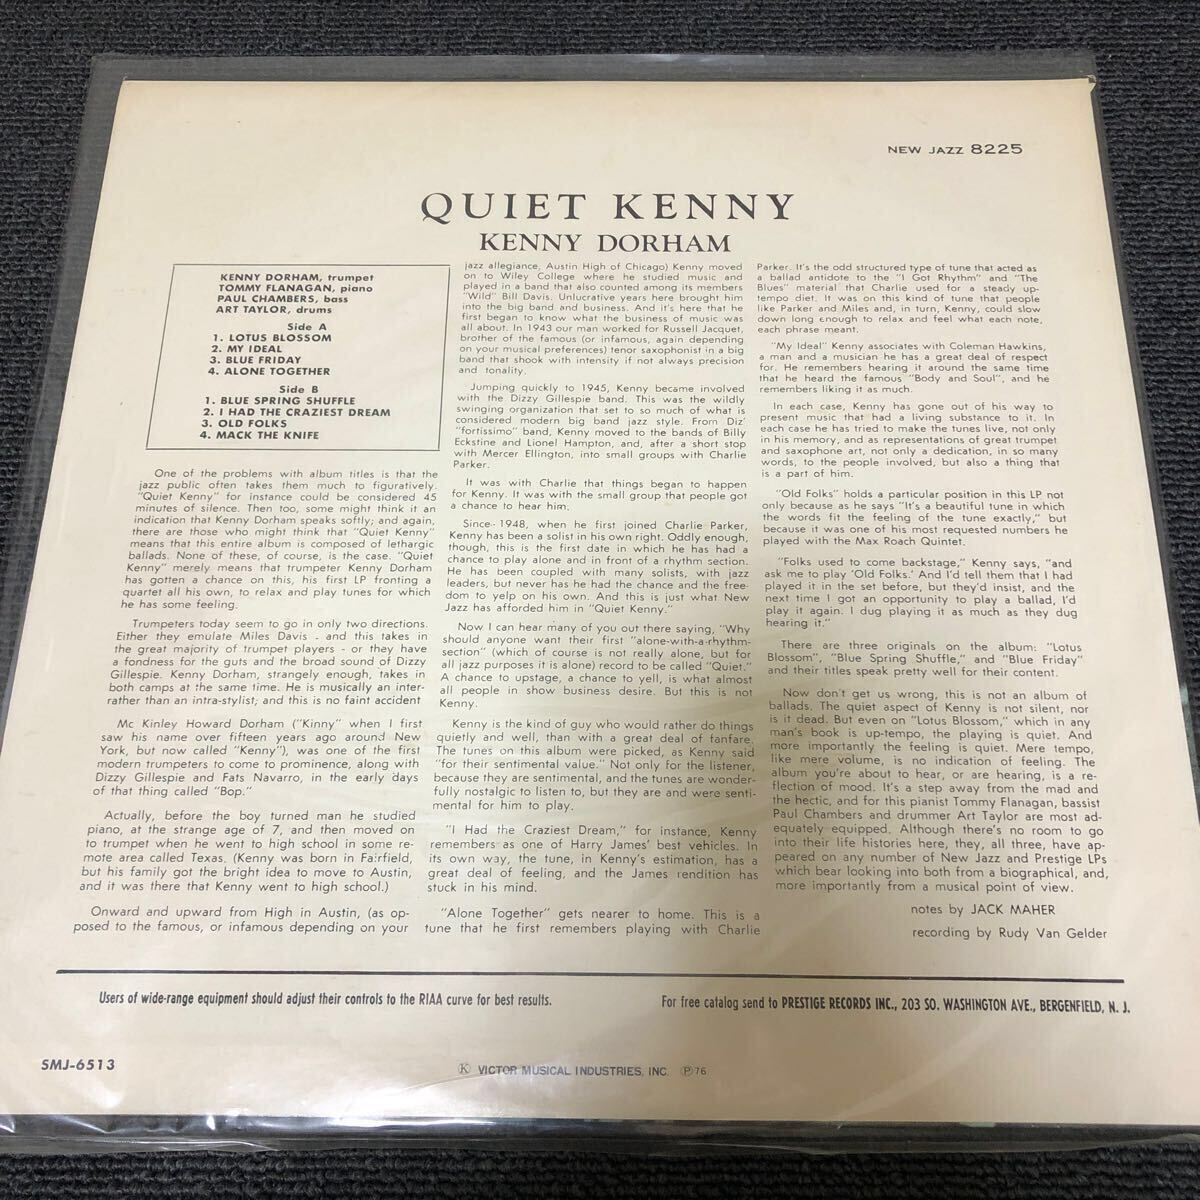 NEW JAZZ 8225
QUIET KENNY
KENNY DORHAM
KENNY DORHAM, trumpet
TOMMY FLANAGAN, piano
PAUL CHAMBERS, bass
ART TAYLOR, drums
Side A
1. LOTUS BLOSSOM
2. MY IDEAL
3. BLUE FRIDAY
4. ALONE TOGETHER
Side B
1. BLUE SPRING SHUFFLE
2. I HAD THE CRAZIEST DREAM
3. OLD FOLKS
4. MACK THE KNIFE
One of the problems with album titles is that the
jazz public often takes them much to figuratively.
"Quiet Kenny" for instance could be considered 45
minutes of silence. Then too, some might think it an
indication that Kenny Dorham speaks softly; and again,
there are those who might think that "Quiet Kenny"
means that this entire album is composed of lethargic
ballads. None of these, of course, is the case. "Quiet
Kenny" merely means that trumpeter Kenny Dorham
has gotten a chance on this, his first LP fronting a
quartet all his own, to relax and play tunes for which
he has some feeling.
Trumpeters today seem to go in only two directions.
Either they emulate Miles Davis - and this takes in
the great majority of trumpet players - or they have
a fondness for the guts and the broad sound of Dizzy
Gillespie. Kenny Dorham, strangely enough, takes in
both camps at the same time. He is musically an inter-
rather than an intra-stylist; and this is no faint accident
Mc Kinley Howard Dorham ("Kinny" when I first
saw his name over fifteen years ago around New
York, but now called "Kenny"), was one of the first
modern trumpeters to come to prominence, along with
Dizzy Gillespie and Fats Navarro, in the early days
of that thing called "Bop."
Actually, before the boy turned man he studied
piano, at the strange age of 7, and then moved on
to trumpet when he went to high school in some re-
mote area called Texas. (Kenny was born in Fairfield,
but his family got the bright idea to move to Austin,
and it was there that Kenny went to high school.)
Onward and upward from High in Austin, (as op-
posed to the famous, or infamous depending on your
jazz allegiance, Austin High of Chicago) Kenny moved
on to Wiley College where he studied music and
played in a band that also counted among its members
"Wild" Bill Davis. Unlucrative years here brought him
into the big band and business. And it's here that he
first began to know what the business of music was
all about. In 1943 our man worked for Russell Jacquet,
brother of the famous (or infamous, again depending
on your musical preferences) tenor saxophonist in a big
band that shook with intensity if not always precision
and tonality.
Jumping quickly to 1945, Kenny became involved
with the Dizzy Gillespie band. This was the wildly
swinging organization that set to so much of what is
considered modern big band jazz style. From Diz'
"fortissimo" band, Kenny moved to the bands of Billy
Eckstine and Lionel Hampton, and, after a short stop
with Mercer Ellington, into small groups with Charlie
Parker.
It was with Charlie that things began to happen
for Kenny. It was with the small group that people got
a chance to hear him.
Since 1948, when he first joined Charlie Parker,
Kenny has been a solist in his own right. Oddly enough,
though, this is the first date in which he has had a
chance to play alone and in front of a rhythm section.
He has been coupled with many solists, with jazz
leaders, but never has he had the chance and the free-
dom to yelp on his own. And this is just what New
Jazz has afforded him in "Quiet Kenny."
Now I can hear many of you out there saying, "Why
should anyone want their first "alone-with-a-rhythm-
section" (which of course is not really alone, but for
all jazz purposes it is alone) record to be called "Quiet."
A chance to upstage, a chance to yell, is what almost
all people in show business desire. But this is not
Kenny.
Kenny is the kind of guy who would rather do things
quietly and well, than with a great deal of fanfare.
The tunes on this album were picked, as Kenny said
"for their sentimental value." Not only for the listener,
because they are sentimental, and the tunes are wonder-
fully nostalgic to listen to, but they are and were senti-
mental for him to play.
"I Had the Craziest Dream," for instance, Kenny
remembers as one of Harry James' best vehicles. In
its own way, the tune, in Kenny's estimation, has a
great deal of feeling, and the James rendition has
stuck in his mind.
"Alone Together" gets nearer to home. This is a
tune that he first remembers playing with Charlie
Parker. It's the odd structured type of tune that acted as
a ballad antidote to the "I Got Rhythm" and "The
Blues" material that Charlie used for a steady up-
tempo diet. It was on this kind of tune that people
like Parker and Miles and, in turn, Kenny, could slow
down long enough to relax and feel what each note,
each phrase meant.
"My Ideal" Kenny associates with Coleman Hawkins,
a man and a musician he has a great deal of respect
for. He remembers hearing it around the same time
that he heard the famous "Body and Soul", and he
remembers liking it as much.
In each case, Kenny has gone out of his way to
present music that had a living substance to it. In
each case he has tried to make the tunes live, not only
in his memory, and as representations of great trumpet
and saxophone art, not only a dedication, in so many
words, to the people involved, but also a thing that
is a part of him.
"Old Folks" holds a particular position in this LP not
only because as he says "It's a beautiful tune in which
the words fit the feeling of the tune exactly," but
because it was one of his most requested numbers he
played with the Max Roach Quintet.
"Folks used to come backstage," Kenny says, "and
ask me to play 'Old Folks.' And I'd tell them that I had
played it in the set before, but they'd insist, and the
next time I got an opportunity to play a ballad, I'd
play it again. I dug playing it as much as they dug
hearing it."
There are three originals on the album: "Lotus
Blossom", "Blue Spring Shuffle," and "Blue Friday"
and their titles speak pretty well for their content.
Now don't get us wrong, this is not an album of
ballads. The quiet aspect of Kenny is not silent, nor
is it dead. But even on "Lotus Blossom," which in any
man's book is up-tempo, the playing is quiet. And
more importantly the feeling is quiet. Mere tempo,
like mere volume, is no indication of feeling. The
album you're about to hear, or are hearing, is a re-
flection of mood. It's a step away from the mad and
the hectic, and for this pianist Tommy Flanagan, bassist
Paul Chambers and drummer Art Taylor are most ad-
equately equipped. Although there's no room to go
into their life histories here, they, all three, have ap-
peared on any number of New Jazz and Prestige LPs
which bear looking into both from a biographical, and,
more importantly from a musical point of view.
notes by JACK MAHER
recording by Rudy Van Gelder
Users of wide-range equipment should adjust their controls to the RIAA curve for best results.
For free catalog send to PRESTIGE RECORDS INC., 203 SO. WASHINGTON AVE., BERGENFIELD, N. J.
SMJ-6513
Ⓚ VICTOR MUSICAL INDUSTRIES, INC. Ⓟ76